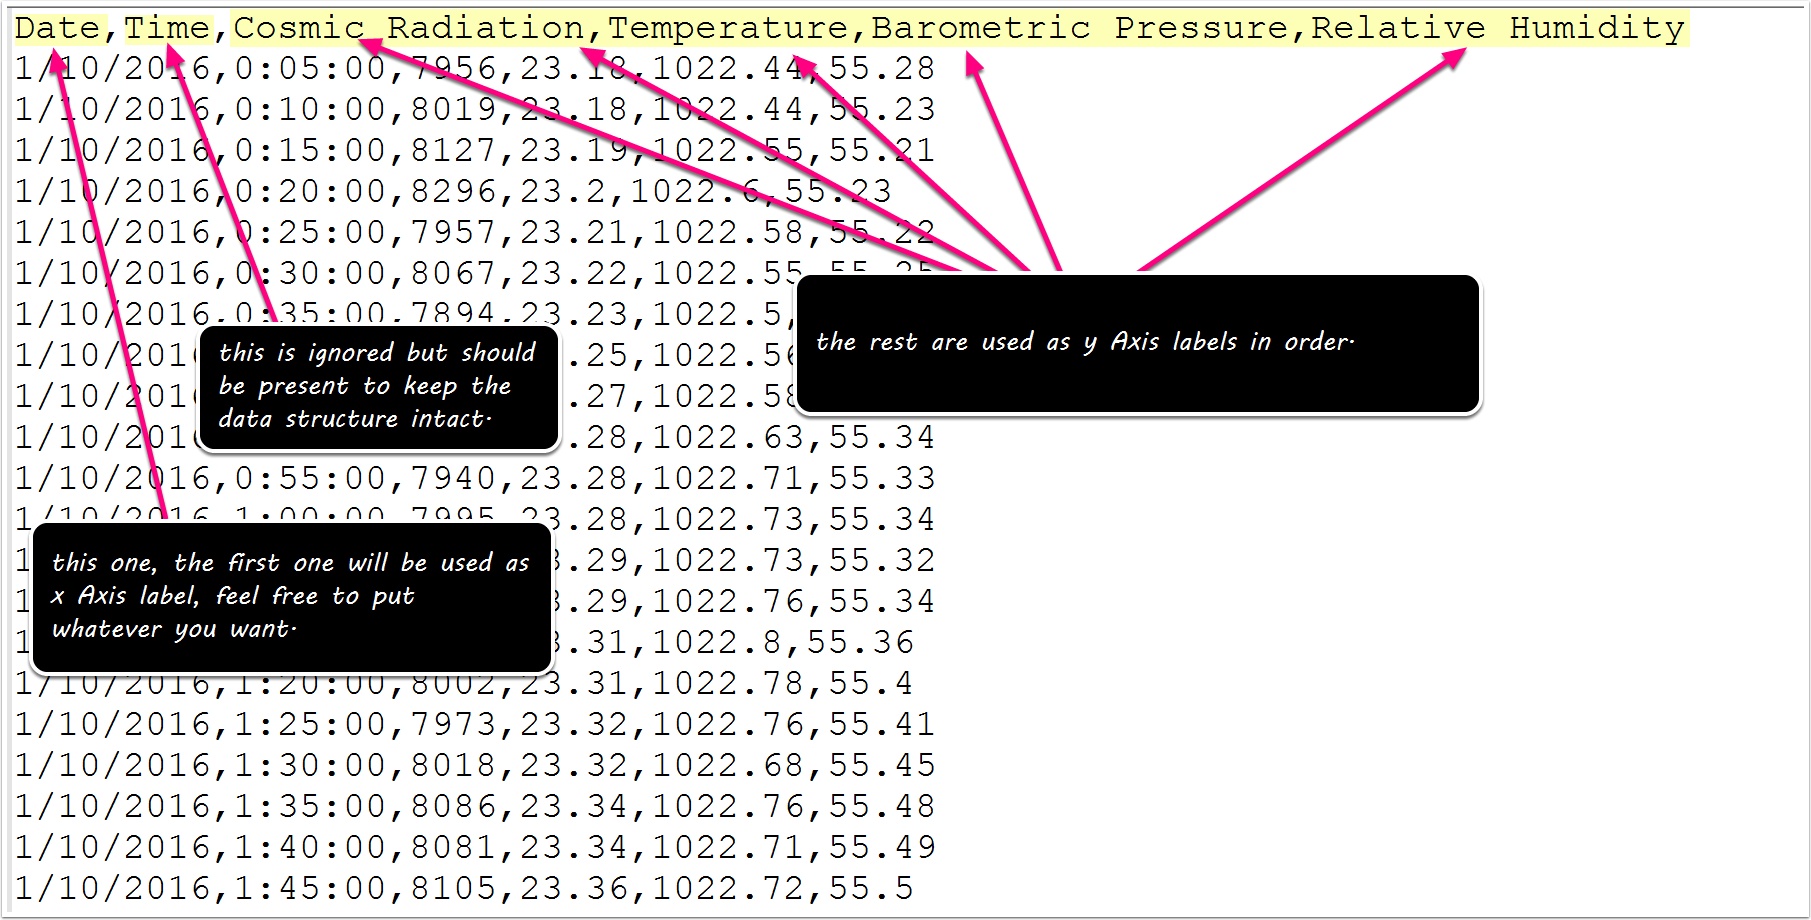 Date,Time,Cosmic Radiation,Temperature,Barometric Pressure,Relative Humidity
1/10/2016,0:05:00,7956,23.18,1022.44,55.28
1/10/2016,0:10:00,8019,23.18,1022.44,55.23
1/10/2016,0:15:00,8127,23.19,1022.55,55.21
1/10/2016,0:20:00,8296,23.2,1022.6,55.23
1/10/2016,0:25:00,7957,23.21,1022.58,55.22
1/10/2016,0:30:00,8067,23.22,1022.55,55.25
1/10/2016,0:35:00,7894,23.23,1022.5,
1/10/201 .25,1022.56
1/10/201 .27,1022.58
1/10/201 .28,1022.63,55.34
1/10/2016,0:55:00,7940,23.28,1022.71,55.33
1/10/2016,1:00:00,7995,23.28,1022.73,55.34
1 .29,1022.73,55.32
1 .29,1022.76,55.34
1 .31,1022.8,55.36
1/10/2016,1:20:00,8002,23.31,1022.78,55.4
1/10/2016,1:25:00,7973,23.32,1022.76,55.41
1/10/2016,1:30:00,8018,23.32,1022.68,55.45
1/10/2016,1:35:00,8086,23.34,1022.76,55.48
1/10/2016,1:40:00,8081,23.34,1022.71,55.49
1/10/2016,1:45:00,8105,23.36,1022.72,55.5
this is ignored but should
be present to keep the
data structure intact.
the rest are used as y Axis labels in order.
this one, the first one will be used as
x Axis label, feel free to put
whatever you want.